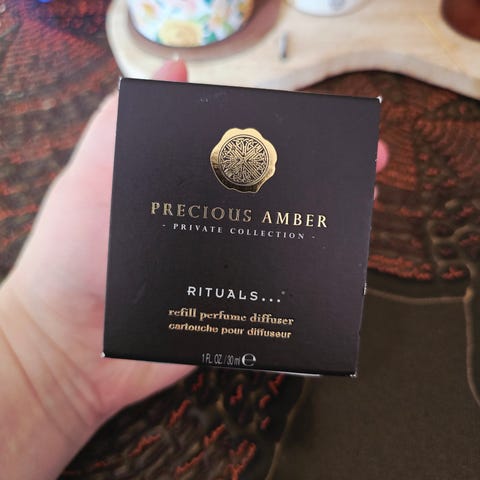 PRECIOUS AMBER
- PRIVATE COLLECTION -
RITUALS...®
refill perfume diffuser
cartouche pour diffuseur
1 FL. OZ. / 30 ml ℮